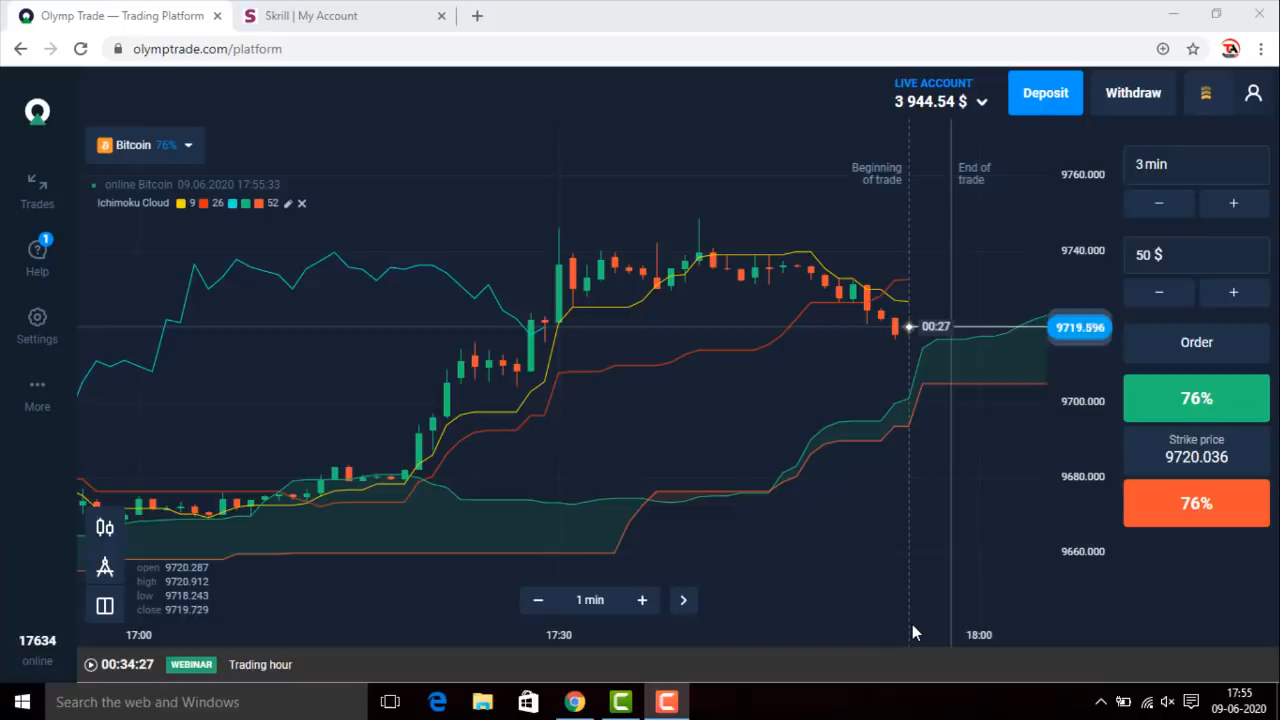 Olymp Trade — Trading Platform
Skrill | My Account
olymptrade.com/platform
LIVE ACCOUNT
3 944.54 $
Deposit
Withdraw
Bitcoin 76%
online Bitcoin 09.06.2020 17:55:33
Ichimoku Cloud 9 26 52
Beginning of trade
End of trade
Trades
1
Help
Settings
More
17634
online
9760.000
9740.000
00:27
9719.596
9700.000
9680.000
9660.000
3 min
−
+
50 $
−
+
Order
76%
Strike price
9720.036
76%
open 9720.287
high 9720.912
low 9718.243
close 9719.729
− 1 min + >
17:00
17:30
18:00
00:34:27 WEBINAR Trading hour
Search the web and Windows
17:55
09-06-2020